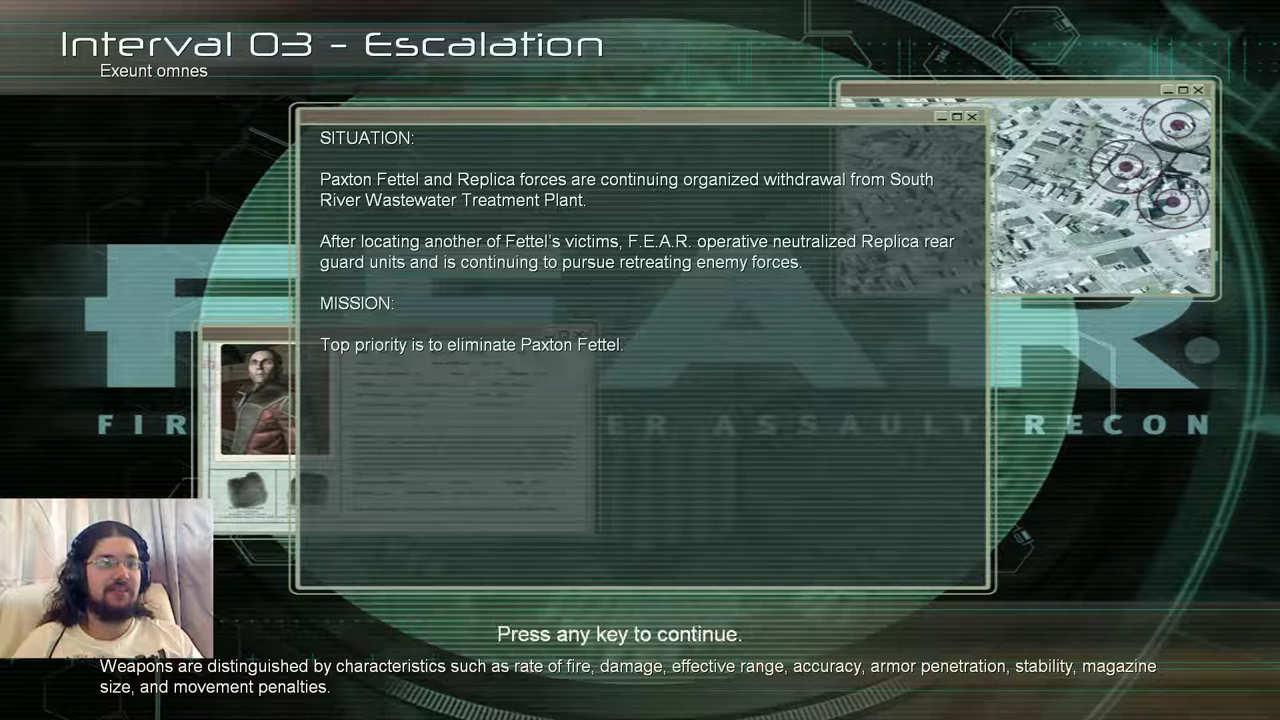 Interval 03 - Escalation
Exeunt omnes
SITUATION:
Paxton Fettel and Replica forces are continuing organized withdrawal from South
River Wastewater Treatment Plant.
After locating another of Fettel's victims, F.E.A.R. operative neutralized Replica rear
guard units and is continuing to pursue retreating enemy forces.
MISSION:
Top priority is to eliminate Paxton Fettel.
F.E.A.R.
FIR ER ASSAULT RECON
Press any key to continue.
Weapons are distinguished by characteristics such as rate of fire, damage, effective range, accuracy, armor penetration, stability, magazine
size, and movement penalties.